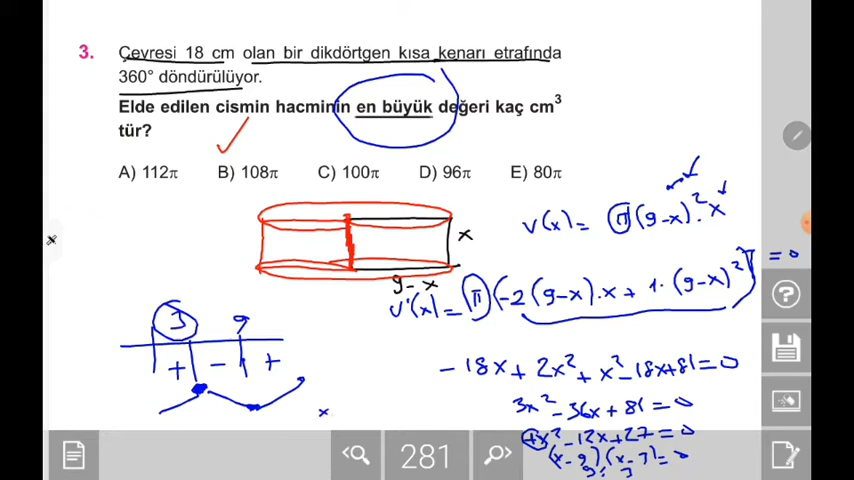 3. Çevresi 18 cm olan bir dikdörtgen kısa kenarı etrafında
360° döndürülüyor.
Elde edilen cismin hacminin en büyük değeri kaç cm³
tür?
A) 112π B) 108π C) 100π D) 96π E) 80π
v(x) = π(9-x)².x
x
9-x
v'(x) = π(-2(9-x).x + 1.(9-x)²) = 0
3 9
+ - +
-18x + 2x² + x² - 18x + 81 = 0
3x² - 36x + 81 = 0
x² - 12x + 27 = 0
(x-9).(x-3) = 0
9 3
x
281